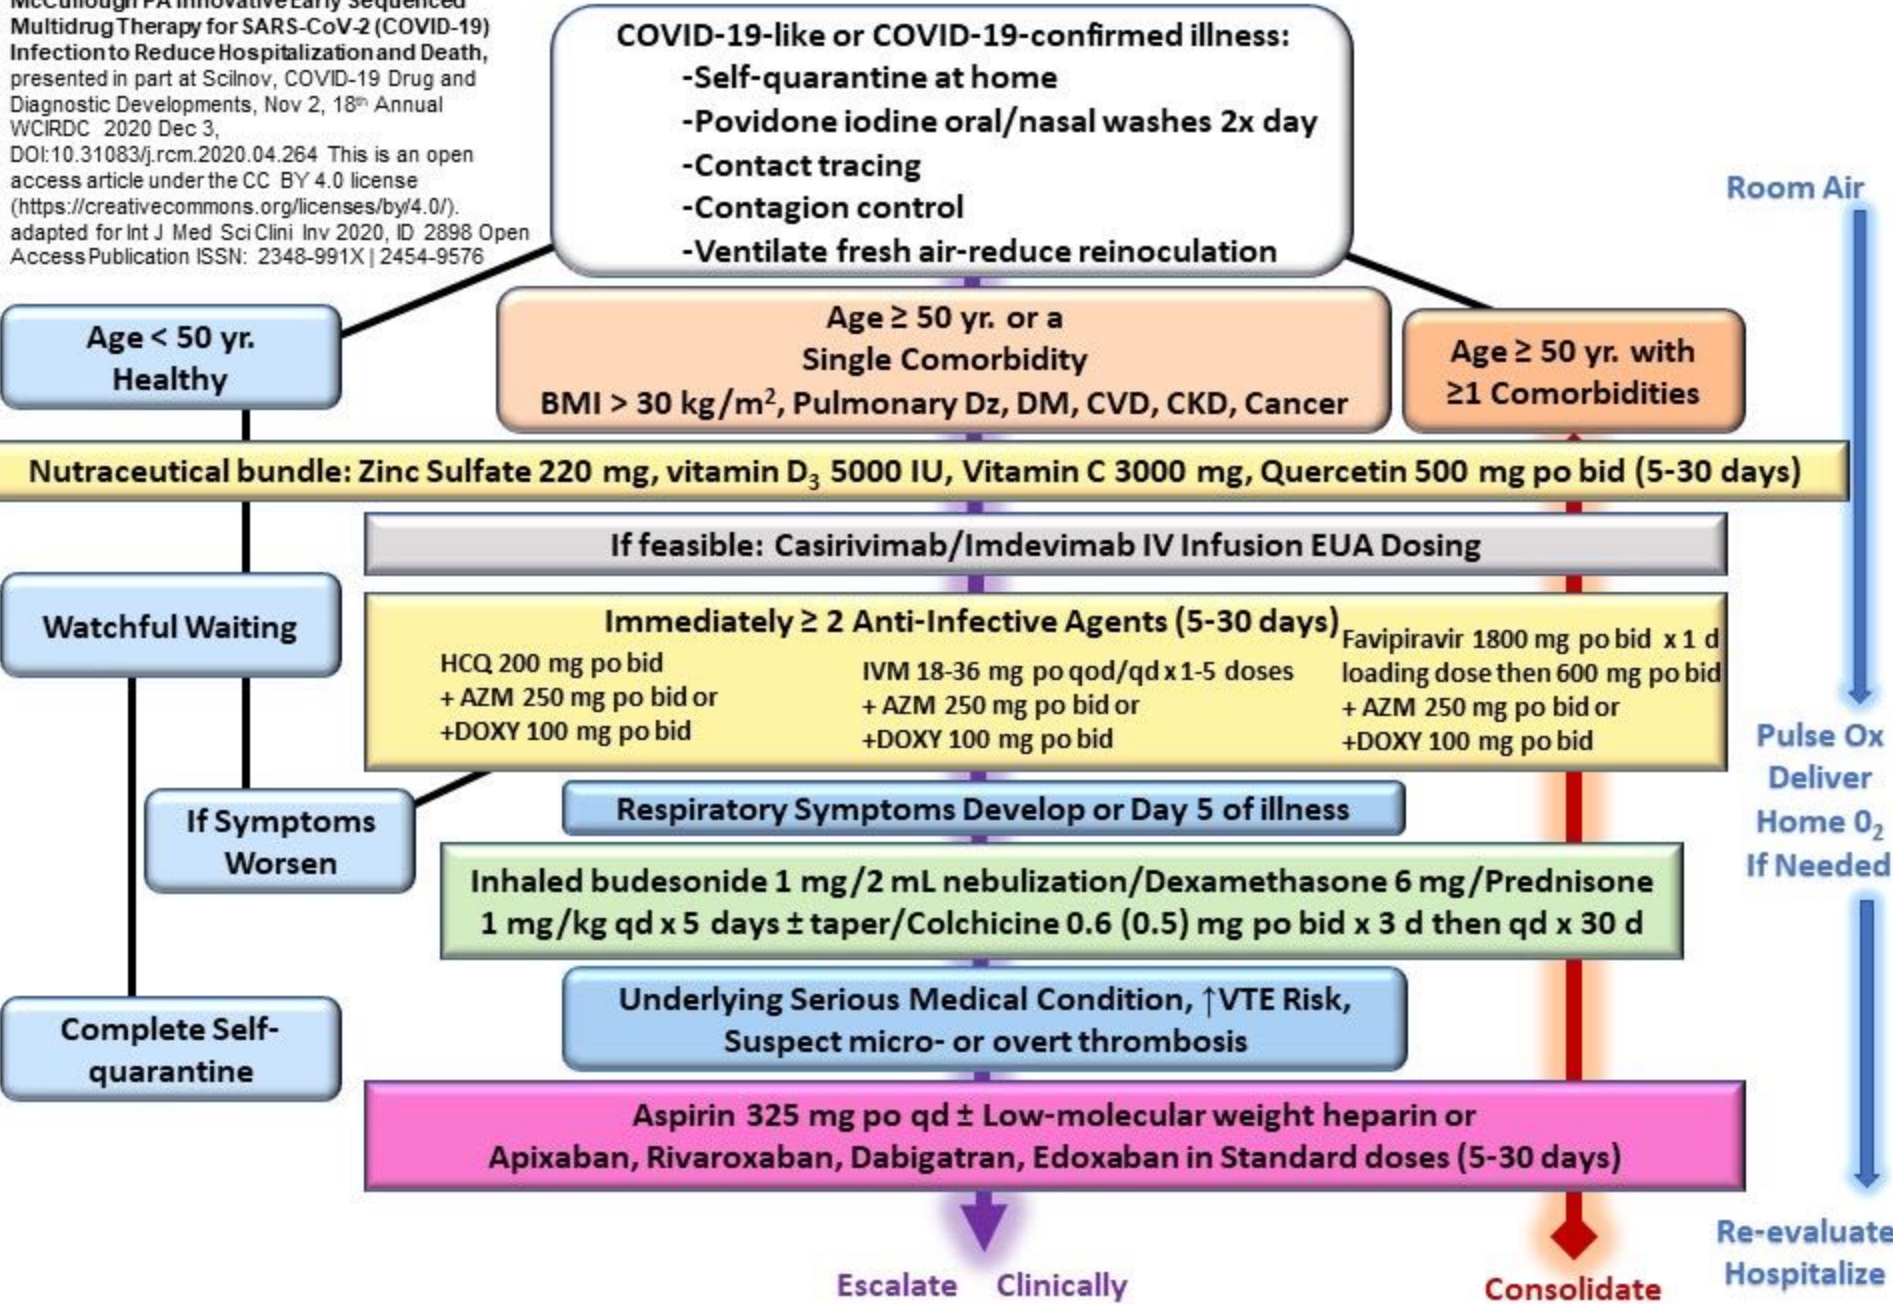 McCullough PA Innovative Early Sequenced
Multidrug Therapy for SARS-CoV-2 (COVID-19)
Infection to Reduce Hospitalization and Death,
presented in part at SciInov, COVID-19 Drug and
Diagnostic Developments, Nov 2, 18th Annual
WCIRDC 2020 Dec 3,
DOI:10.31083/j.rcm.2020.04.264 This is an open
access article under the CC BY 4.0 license
(https://creativecommons.org/licenses/by/4.0/).
adapted for Int J Med Sci Clini Inv 2020, ID 2898 Open
Access Publication ISSN: 2348-991X | 2454-9576
COVID-19-like or COVID-19-confirmed illness:
-Self-quarantine at home
-Povidone iodine oral/nasal washes 2x day
-Contact tracing
-Contagion control
-Ventilate fresh air-reduce reinoculation
Room Air
Age < 50 yr.
Healthy
Age ≥ 50 yr. or a
Single Comorbidity
BMI > 30 kg/m², Pulmonary Dz, DM, CVD, CKD, Cancer
Age ≥ 50 yr. with
≥1 Comorbidities
Nutraceutical bundle: Zinc Sulfate 220 mg, vitamin D₃ 5000 IU, Vitamin C 3000 mg, Quercetin 500 mg po bid (5-30 days)
If feasible: Casirivimab/Imdevimab IV Infusion EUA Dosing
Watchful Waiting
Immediately ≥ 2 Anti-Infective Agents (5-30 days)
HCQ 200 mg po bid
+ AZM 250 mg po bid or
+DOXY 100 mg po bid
IVM 18-36 mg po qod/qd x 1-5 doses
+ AZM 250 mg po bid or
+DOXY 100 mg po bid
Favipiravir 1800 mg po bid x 1 d
loading dose then 600 mg po bid
+ AZM 250 mg po bid or
+DOXY 100 mg po bid
Pulse Ox
Deliver
Home 0₂
If Needed
If Symptoms
Worsen
Respiratory Symptoms Develop or Day 5 of illness
Inhaled budesonide 1 mg/2 mL nebulization/Dexamethasone 6 mg/Prednisone
1 mg/kg qd x 5 days ± taper/Colchicine 0.6 (0.5) mg po bid x 3 d then qd x 30 d
Underlying Serious Medical Condition, ↑VTE Risk,
Suspect micro- or overt thrombosis
Complete Self-
quarantine
Aspirin 325 mg po qd ± Low-molecular weight heparin or
Apixaban, Rivaroxaban, Dabigatran, Edoxaban in Standard doses (5-30 days)
Escalate Clinically
Consolidate
Re-evaluate
Hospitalize